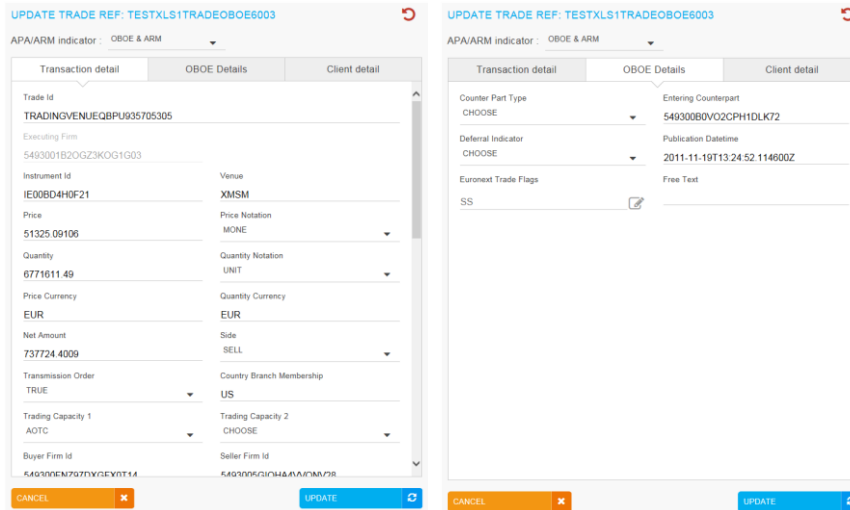 UPDATE TRADE REF: TESTXLS1TRADEOBOE6003
APA/ARM indicator : OBOE & ARM
Transaction detail OBOE Details Client detail
Trade Id
TRADINGVENUEQBPU935705305
Executing Firm
5493001B2OGZ3KOG1G03
Instrument Id Venue
IE00BD4H0F21 XMSM
Price Price Notation
51325.09106 MONE
Quantity Quantity Notation
6771611.49 UNIT
Price Currency Quantity Currency
EUR EUR
Net Amount Side
737724.4009 SELL
Transmission Order Country Branch Membership
TRUE US
Trading Capacity 1 Trading Capacity 2
AOTC CHOOSE
Buyer Firm Id Seller Firm Id
CANCEL UPDATE
UPDATE TRADE REF: TESTXLS1TRADEOBOE6003
APA/ARM indicator : OBOE & ARM
Transaction detail OBOE Details Client detail
Counter Part Type Entering Counterpart
CHOOSE 549300B0VO2CPH1DLK72
Deferral Indicator Publication Datetime
CHOOSE 2011-11-19T13:24:52.114600Z
Euronext Trade Flags Free Text
SS
CANCEL UPDATE